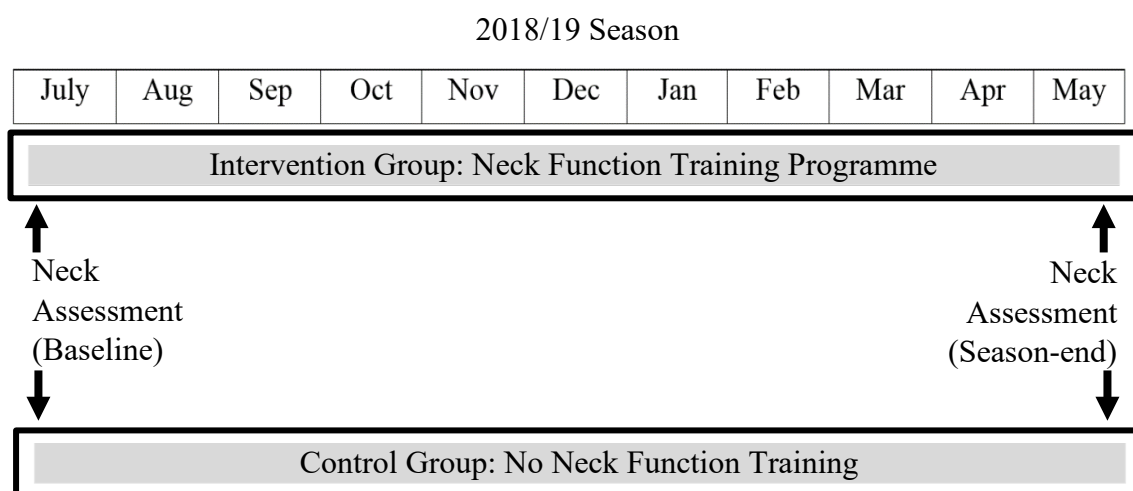 2018/19 Season
July Aug Sep Oct Nov Dec Jan Feb Mar Apr May
Intervention Group: Neck Function Training Programme
Neck
Assessment
(Baseline)
Neck
Assessment
(Season-end)
Control Group: No Neck Function Training